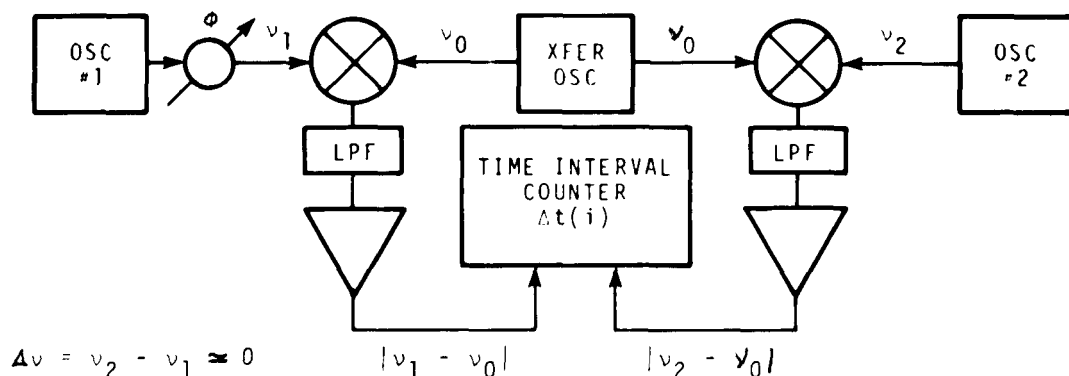 Φ
OSC
#1
ν₁
ν₀
XFER
OSC
ν₀
ν₂
OSC
#2
LPF
TIME INTERVAL
COUNTER
Δt(i)
LPF
Δν = ν₂ - ν₁ ≃ 0
|ν₁ - ν₀|
|ν₂ - ν₀|